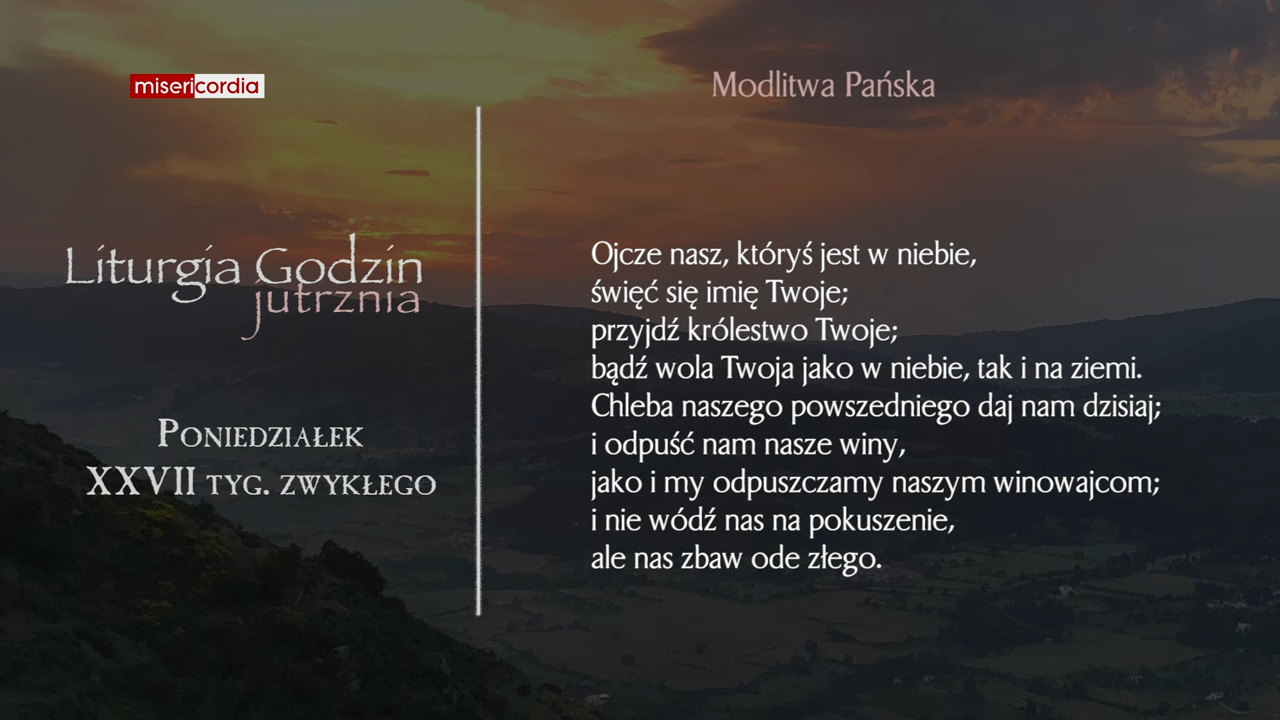 misericordia
Modlitwa Pańska
Liturgia Godzin
jutrznia
Poniedziałek
XXVII tyg. zwykłego
Ojcze nasz, któryś jest w niebie,
święć się imię Twoje;
przyjdź królestwo Twoje;
bądź wola Twoja jako w niebie, tak i na ziemi.
Chleba naszego powszedniego daj nam dzisiaj;
i odpuść nam nasze winy,
jako i my odpuszczamy naszym winowajcom;
i nie wódź nas na pokuszenie,
ale nas zbaw ode złego.